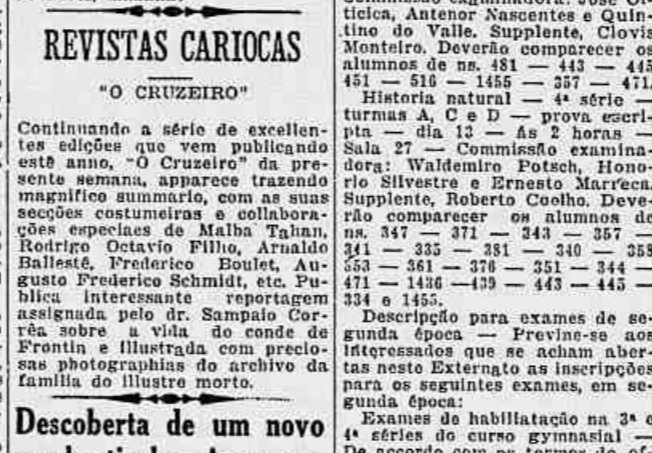 REVISTAS CARIOCAS
"O CRUZEIRO"
Continuando a série de excellen-
tes edições que vem publicando
estê anno, "O Cruzeiro" da pre-
sente semana, apparece trazendo
magnifico summario, com as suas
secções costumeiras e collabora-
ções especiaes de Malba Tahan,
Rodrigo Octavio Filho, Arnaldo
Ballestê, Frederico Boulet, Au-
gusto Frederico Schmidt, etc. Pu-
blica interessante reportagem
assignada pelo dr. Sampaio Cor-
rêa sobre a vida do conde de
Frontin e illustrada com precio-
sas photographias do archivo da
familia do illustre morto.
Descoberta de um novo
ticica, Antenor Nascentes e Quin-
tino do Valle. Supplente, Clovis
Monteiro. Deverão comparecer os
alumnos de ns. 481 — 443 — 445
451 — 516 — 1455 — 357 — 471.
Historia natural — 4ª série —
turmas A, C e D — prova escri-
pta — dia 13 — ás 2 horas —
Sala 27 — Commissão examina-
dora: Waldemiro Potsch, Hono-
rio Silvestre e Ernesto Marreca.
Supplente, Roberto Coelho. Deve-
rão comparecer os alumnos de
ns. 347 — 371 — 343 — 357 —
341 — 335 — 381 — 340 — 358
353 — 361 — 376 — 351 — 344 —
471 — 1436 — 439 — 443 — 445 —
334 e 1455.
Descripção para exames de se-
gunda época — Previne-se aos
interessados que se acham aber-
tas nesto Externato as inscripções
para os seguintes exames, em se-
gunda época:
Exames de habilitatação na 3ª e
4ª séries do curso gymnasial —